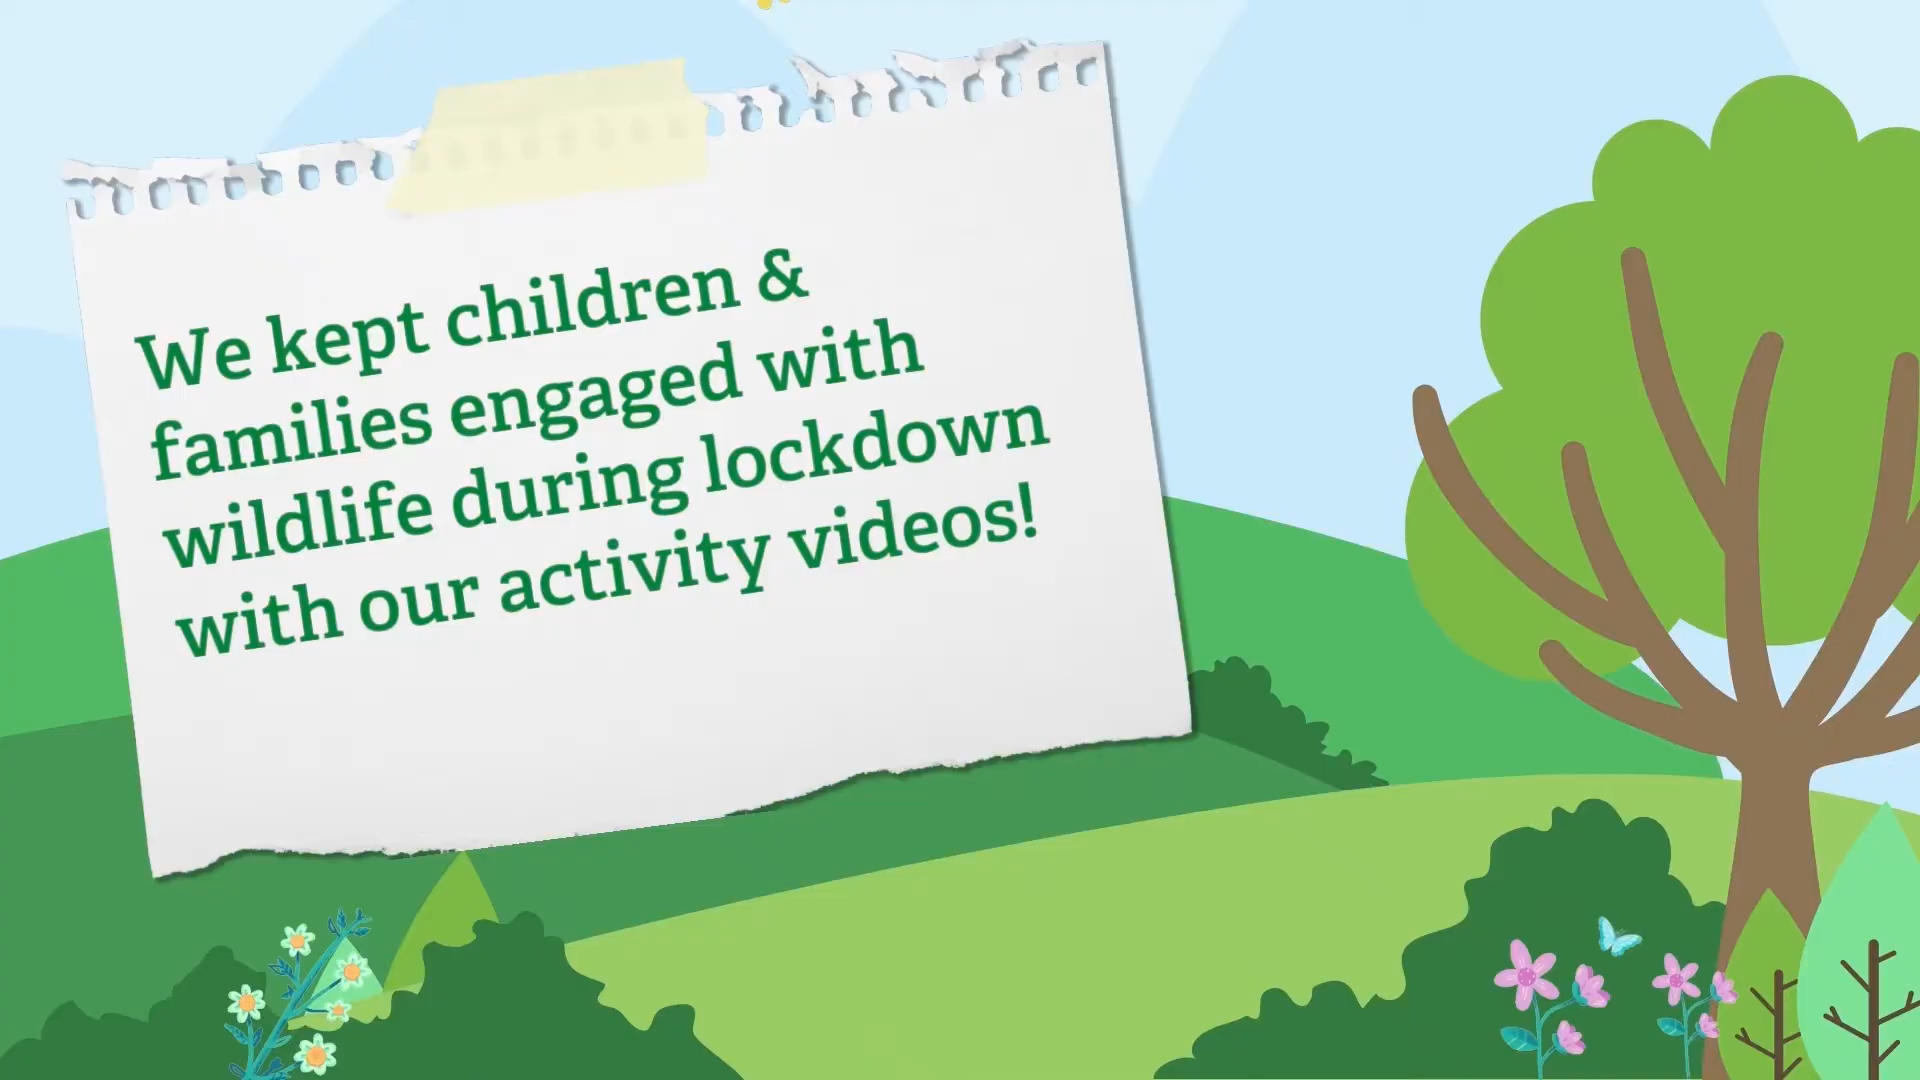 We kept children &
families engaged with
wildlife during lockdown
with our activity videos!